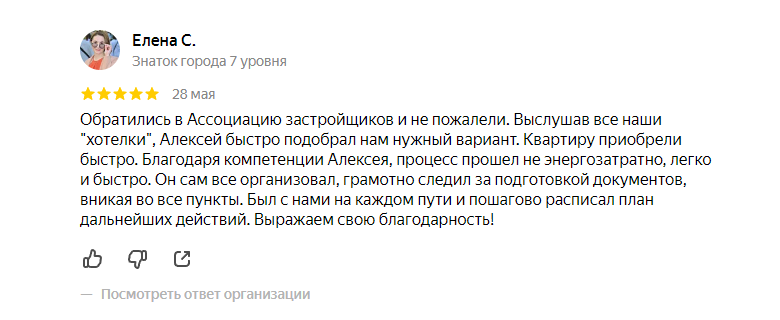 Елена С.
Знаток города 7 уровня
28 мая
Обратились в Ассоциацию застройщиков и не пожалели. Выслушав все наши
"хотелки", Алексей быстро подобрал нам нужный вариант. Квартиру приобрели
быстро. Благодаря компетенции Алексея, процесс прошел не энергозатратно, легко
и быстро. Он сам все организовал, грамотно следил за подготовкой документов,
вникая во все пункты. Был с нами на каждом пути и пошагово расписал план
дальнейших действий. Выражаем свою благодарность!
— Посмотреть ответ организации